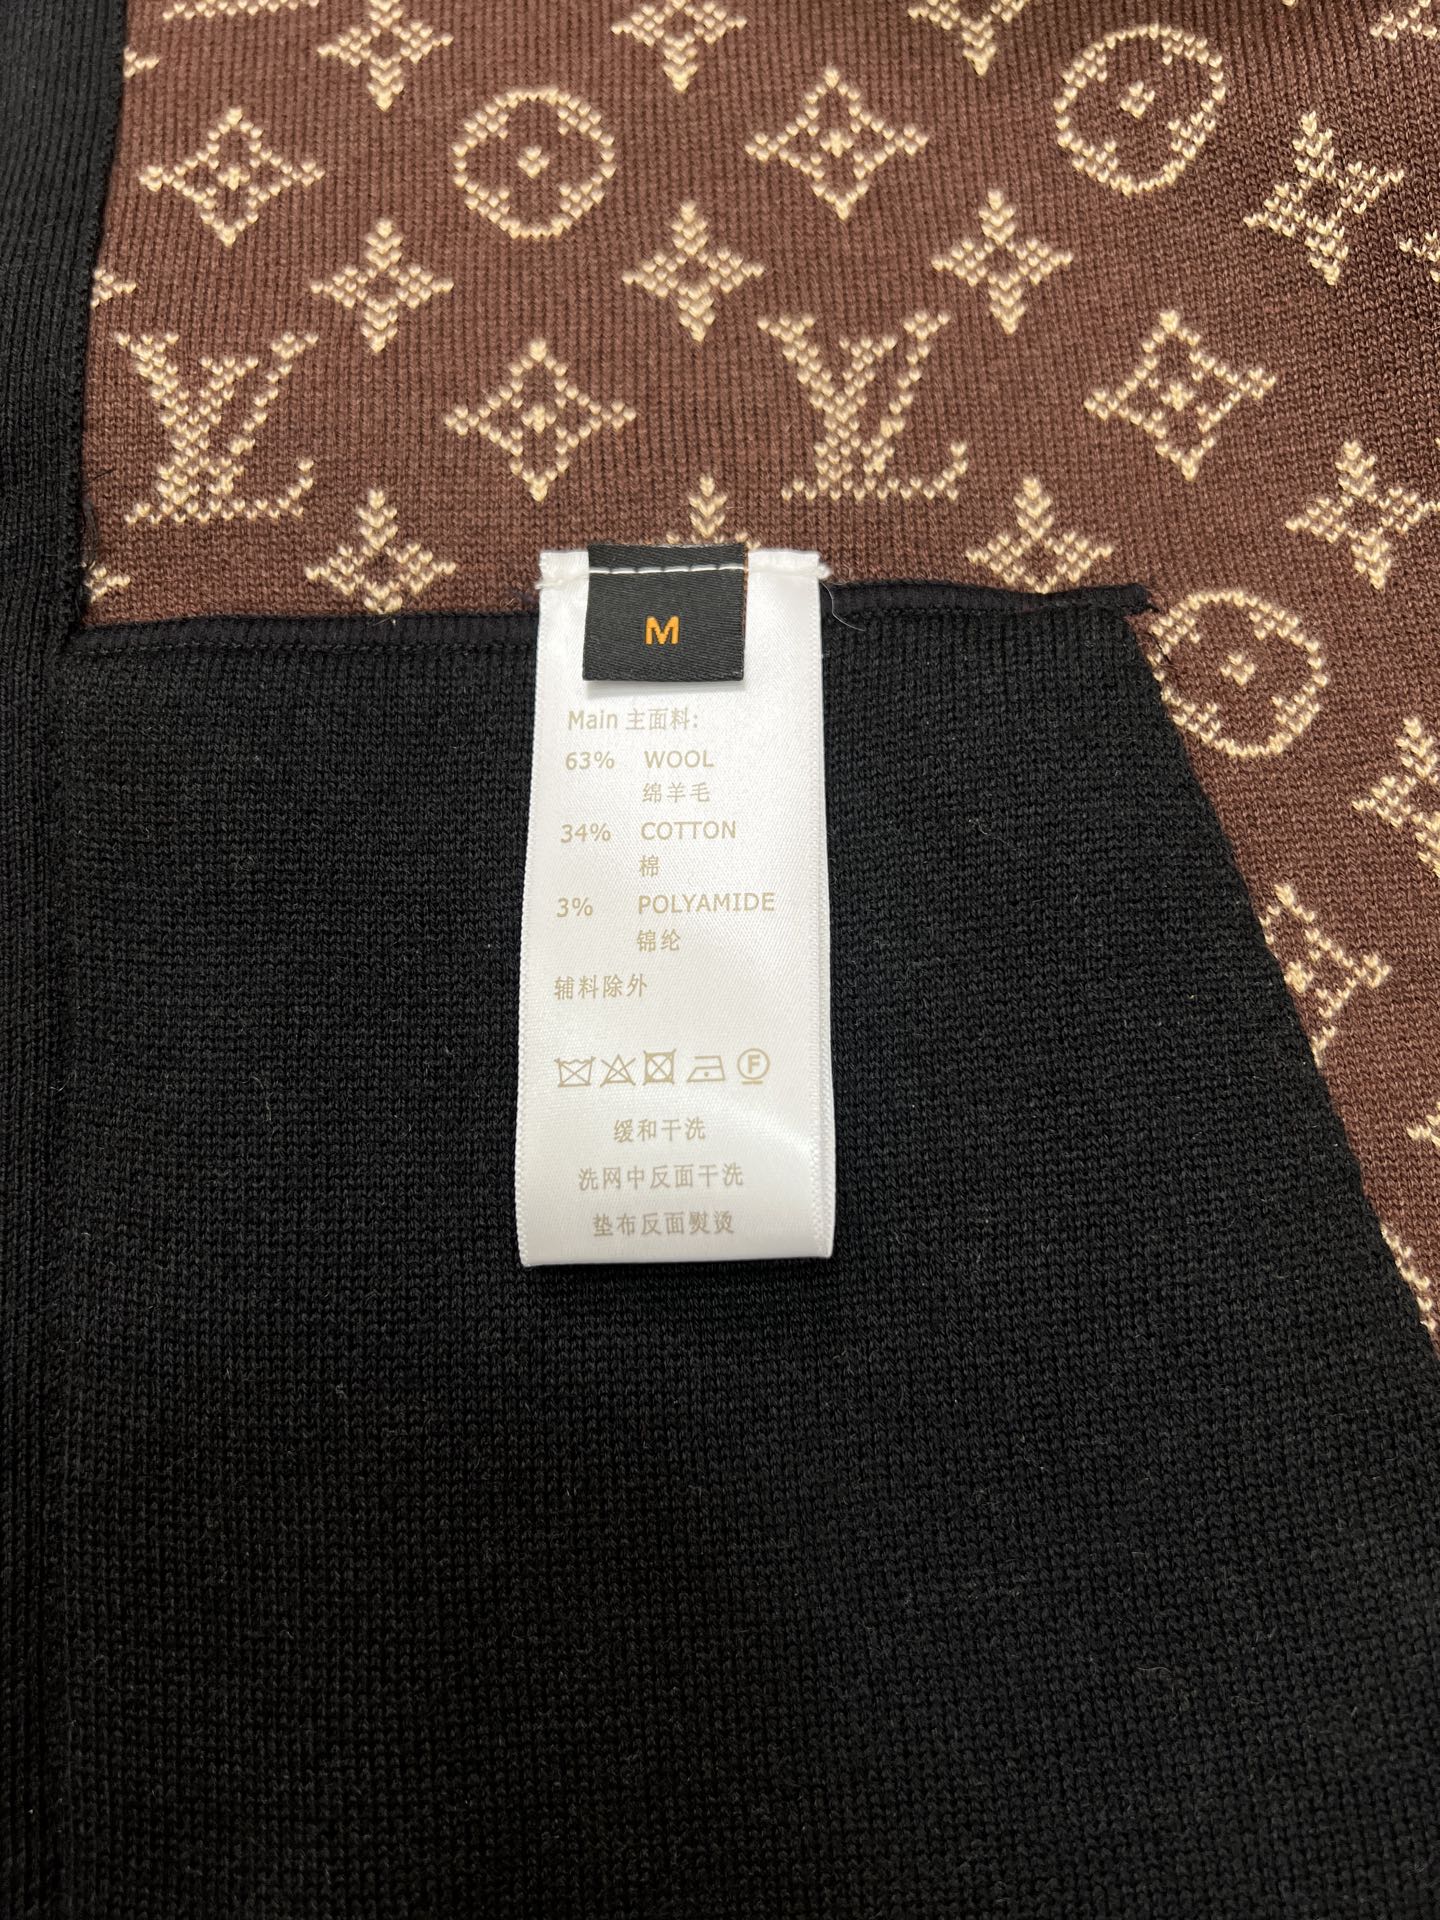 M
Main 主面料:
63% WOOL
绵羊毛
34% COTTON
棉
3% POLYAMIDE
锦纶
辅料除外
F
缓和干洗
洗网中反面干洗
垫布反面熨烫